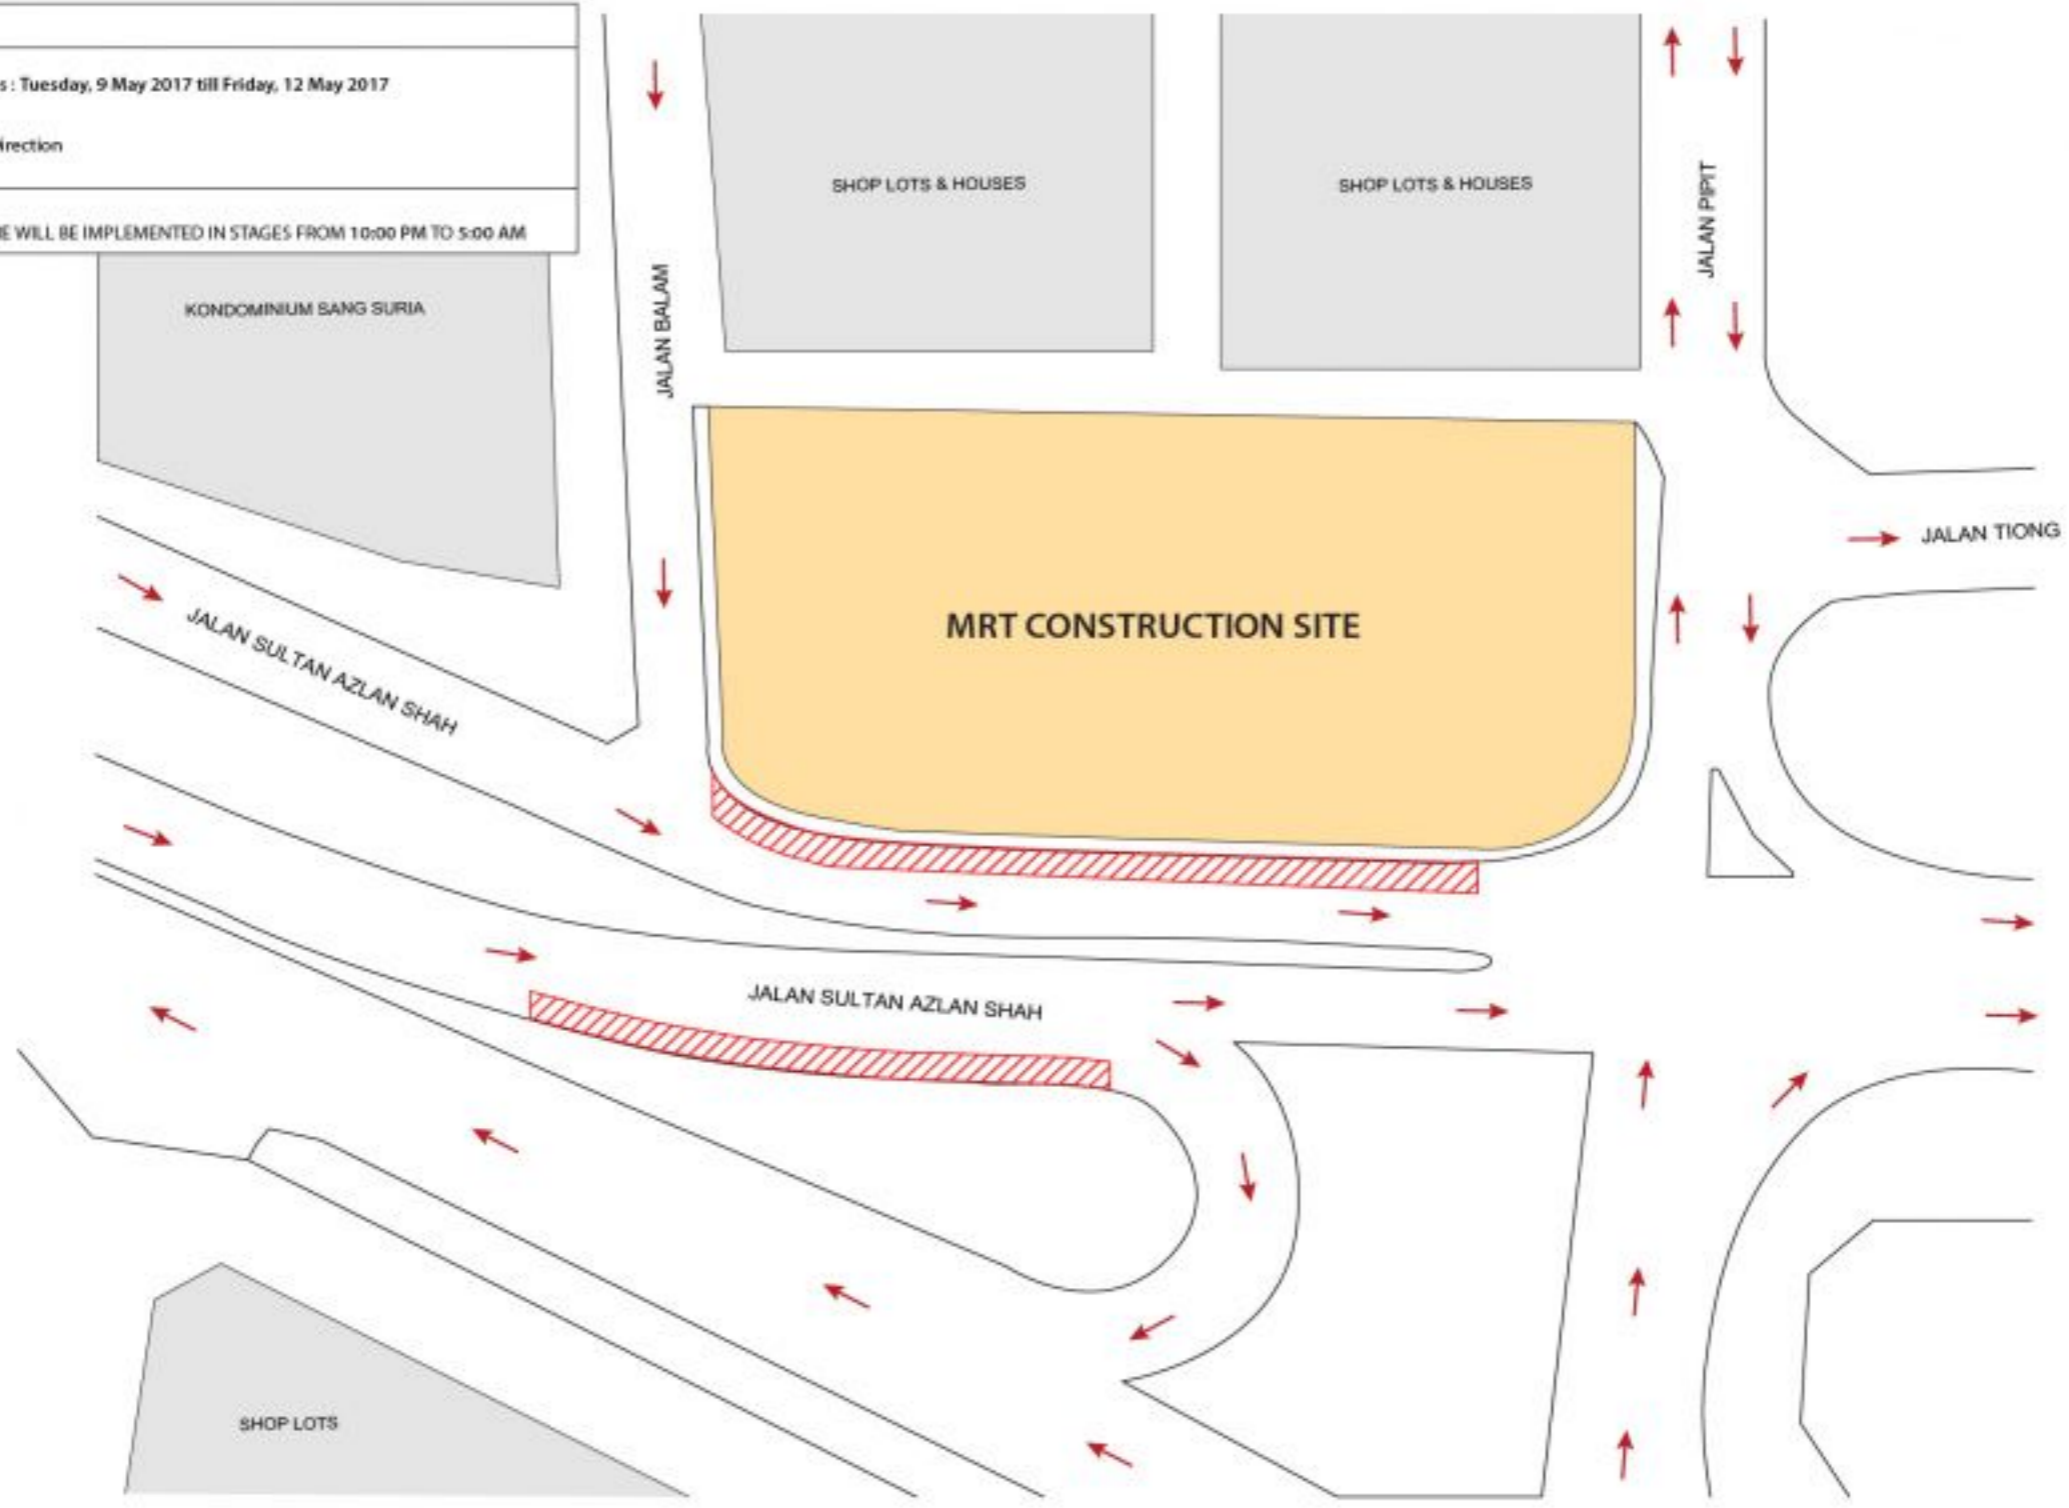 : Tuesday, 9 May 2017 till Friday, 12 May 2017
WILL BE IMPLEMENTED IN STAGES FROM 10:00 PM TO 5:00 AM
KONDOMINIUM SANG SURIA
JALAN BALAM
SHOP LOTS & HOUSES
SHOP LOTS & HOUSES
JALAN PIPIT
JALAN TIONG
MRT CONSTRUCTION SITE
JALAN SULTAN AZLAN SHAH
JALAN SULTAN AZLAN SHAH
SHOP LOTS